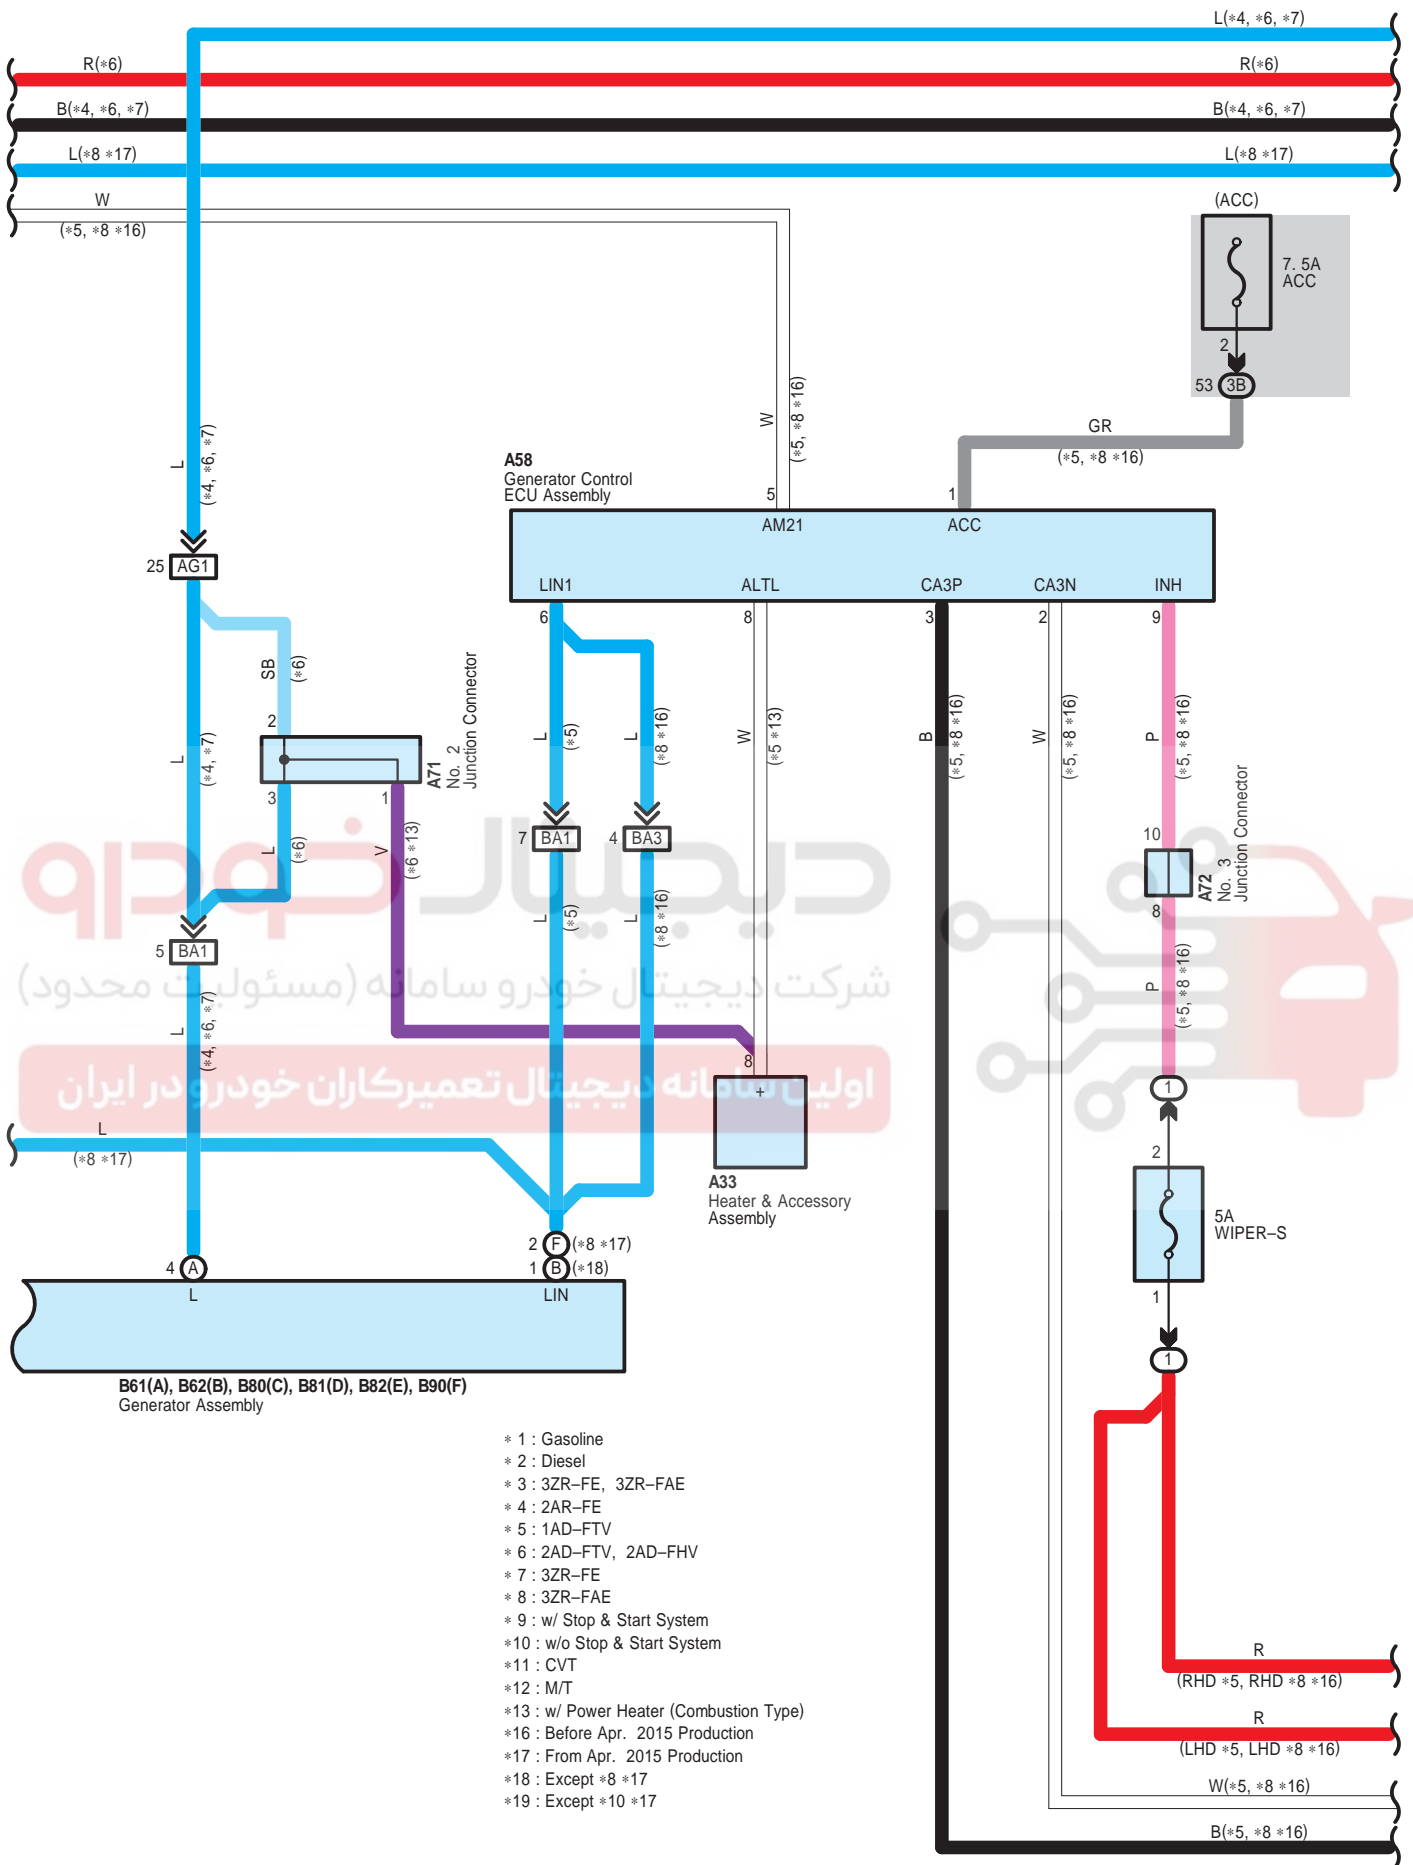 L(*4, *6, *7)
R(*6)
R(*6)
B(*4, *6, *7)
B(*4, *6, *7)
L(*8 *17)
L(*8 *17)
W
(*5, *8 *16)
(ACC)
7. 5A
ACC
2
53 3B
GR
(*5, *8 *16)
W
(*5, *8 *16)
L
(*4, *6, *7)
A58
Generator Control
ECU Assembly
5
1
AM21
ACC
25 AG1
LIN1
ALTL
CA3P
CA3N
INH
6
8
3
2
9
SB
(*6)
2
A71
No. 2
Junction Connector
3
1
L
(*4, *7)
L
(*5)
L
(*8 *16)
W
(*5 *13)
B
(*5, *8 *16)
W
(*5, *8 *16)
P
(*5, *8 *16)
L
(*6)
V
(*6 *13)
7 BA1
4 BA3
10
A72
No. 3
Junction Connector
8
دیجیتال خودرو
L
(*5)
L
(*8 *16)
5 BA1
شرکت دیجیتال خودرو سامانه (مسئولیت محدود)
P
(*5, *8 *16)
L
(*4, *6, *7)
8
+
1
اولین سامانه دیجیتال تعمیرکاران خودرو در ایران
L
(*8 *17)
2
A33
Heater & Accessory
Assembly
5A
WIPER–S
1
1
2 F (*8 *17)
4 A
1 B (*18)
L
LIN
B61(A), B62(B), B80(C), B81(D), B82(E), B90(F)
Generator Assembly
* 1 : Gasoline
* 2 : Diesel
* 3 : 3ZR–FE, 3ZR–FAE
* 4 : 2AR–FE
* 5 : 1AD–FTV
* 6 : 2AD–FTV, 2AD–FHV
* 7 : 3ZR–FE
* 8 : 3ZR–FAE
* 9 : w/ Stop & Start System
*10 : w/o Stop & Start System
*11 : CVT
*12 : M/T
*13 : w/ Power Heater (Combustion Type)
*16 : Before Apr. 2015 Production
*17 : From Apr. 2015 Production
*18 : Except *8 *17
*19 : Except *10 *17
R
(RHD *5, RHD *8 *16)
R
(LHD *5, LHD *8 *16)
W(*5, *8 *16)
B(*5, *8 *16)